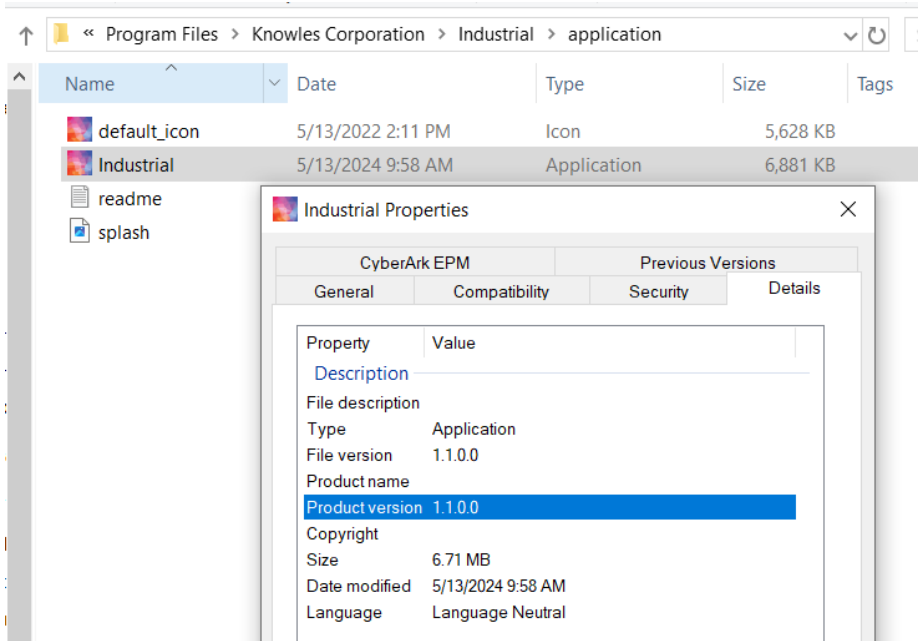 « Program Files > Knowles Corporation > Industrial > application
Name Date Type Size Tags
default_icon 5/13/2022 2:11 PM Icon 5,628 KB
Industrial 5/13/2024 9:58 AM Application 6,881 KB
readme
splash
Industrial Properties
CyberArk EPM Previous Versions
General Compatibility Security Details
Property Value
Description
File description
Type Application
File version 1.1.0.0
Product name
Product version 1.1.0.0
Copyright
Size 6.71 MB
Date modified 5/13/2024 9:58 AM
Language Language Neutral